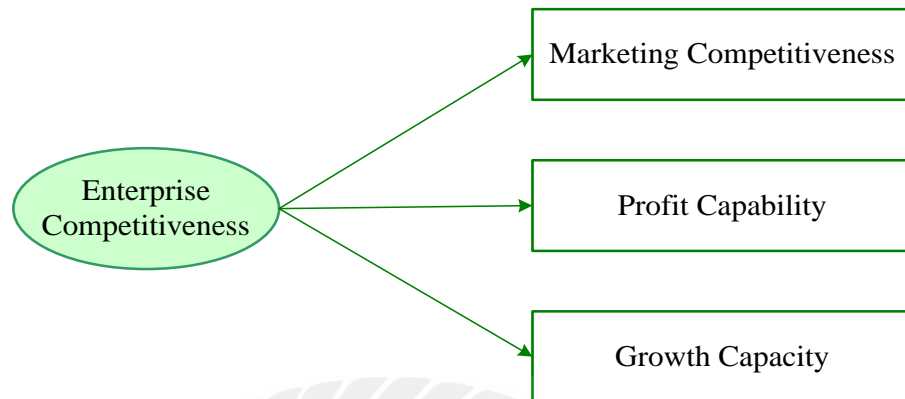 Marketing Competitiveness
Enterprise
Competitiveness
Profit Capability
Growth Capacity